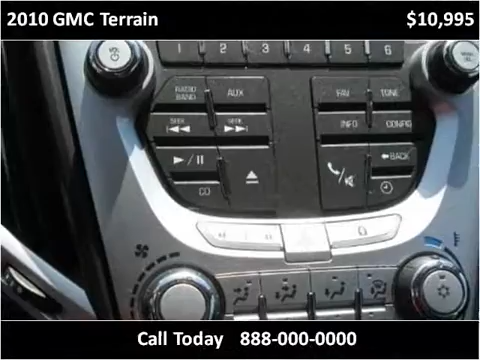 2010 GMC Terrain $10,995
1 2 3 4 5 6
RADIO BAND AUX FAV TONE
SEEK SEEK INFO CONFIG
BACK
CD
Call Today 888-000-0000